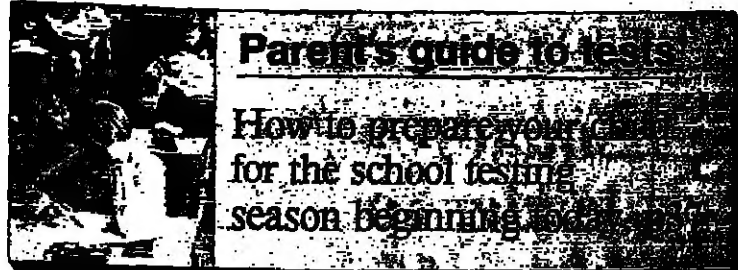 Parent's guide to tests
How to prepare your child
for the school testing
season beginning today